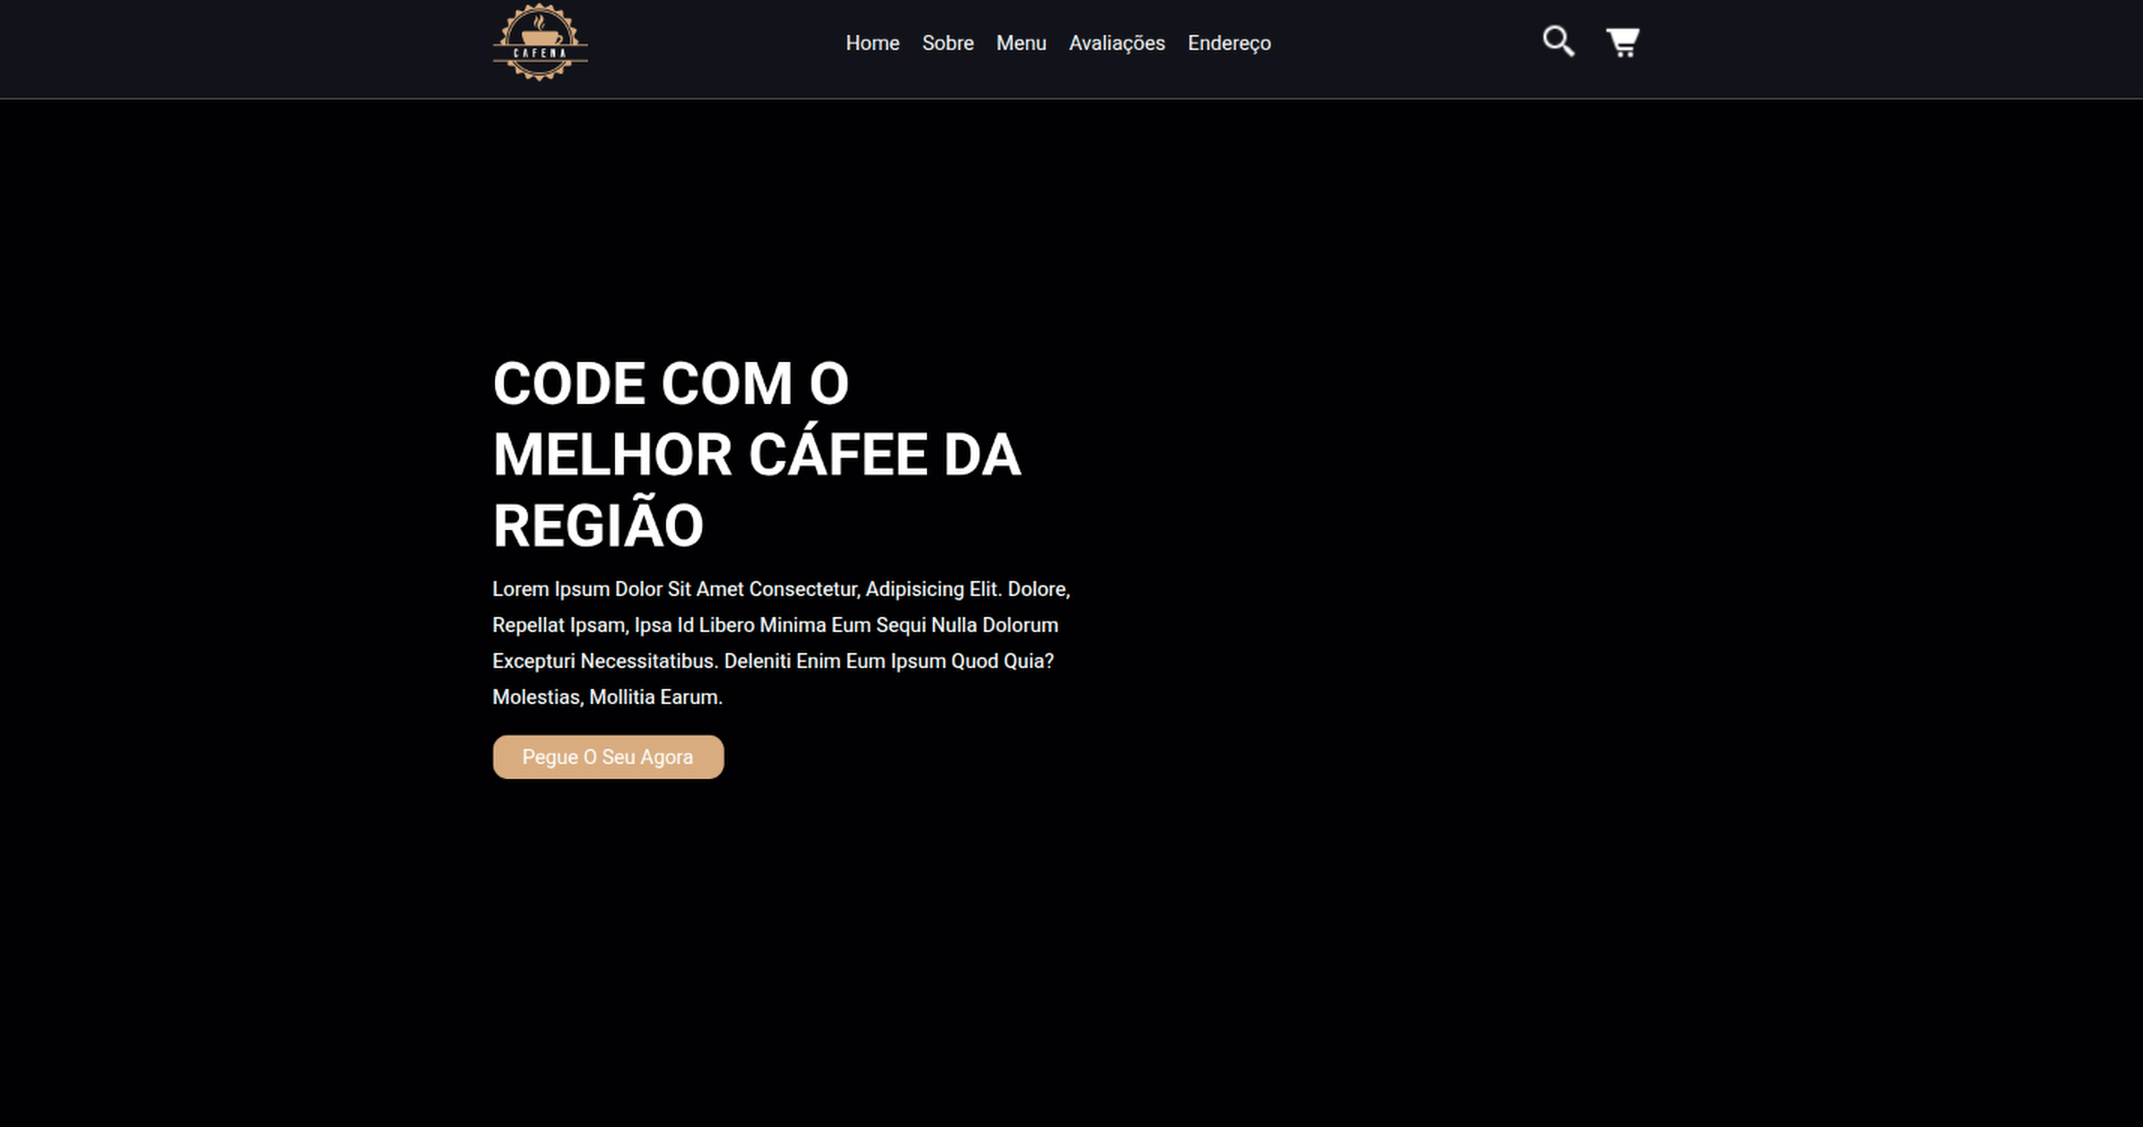 CAFENA
Home Sobre Menu Avaliações Endereço
CODE COM O
MELHOR CÁFEE DA
REGIÃO
Lorem Ipsum Dolor Sit Amet Consectetur, Adipisicing Elit. Dolore,
Repellat Ipsam, Ipsa Id Libero Minima Eum Sequi Nulla Dolorum
Excepturi Necessitatibus. Deleniti Enim Eum Ipsum Quod Quia?
Molestias, Mollitia Earum.
Pegue O Seu Agora